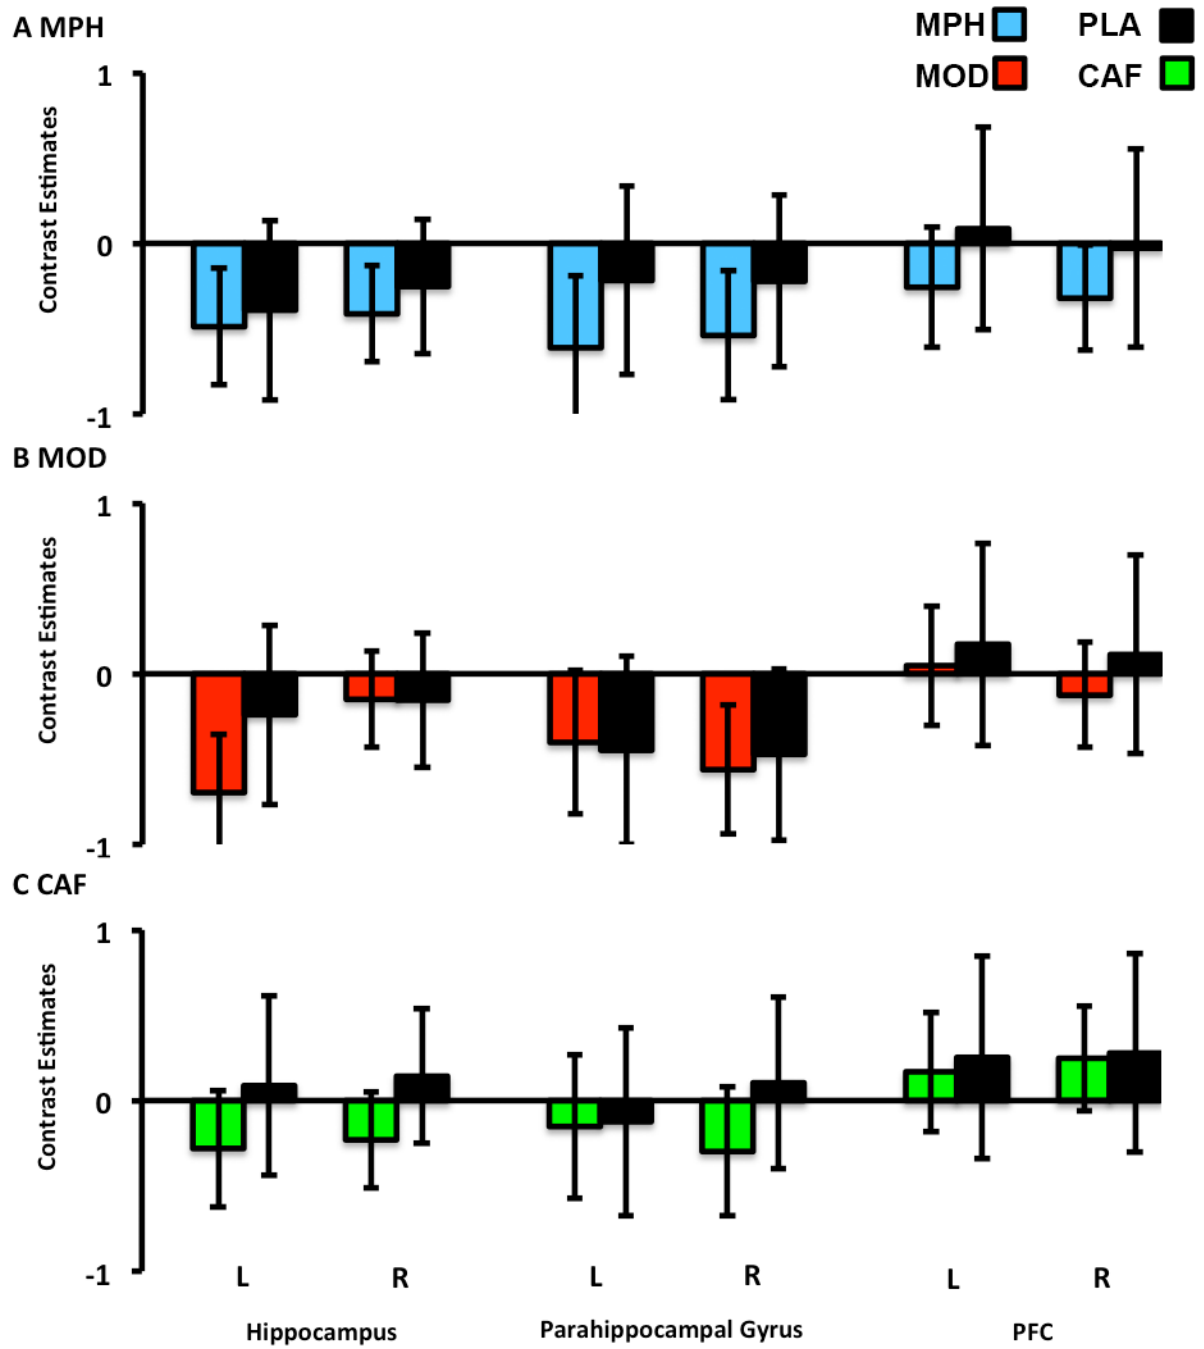 A MPH
MPH PLA
MOD CAF
1
Contrast Estimates
0
-1
B MOD
1
Contrast Estimates
0
-1
C CAF
1
Contrast Estimates
0
-1
L R L R L R
Hippocampus Parahippocampal Gyrus PFC